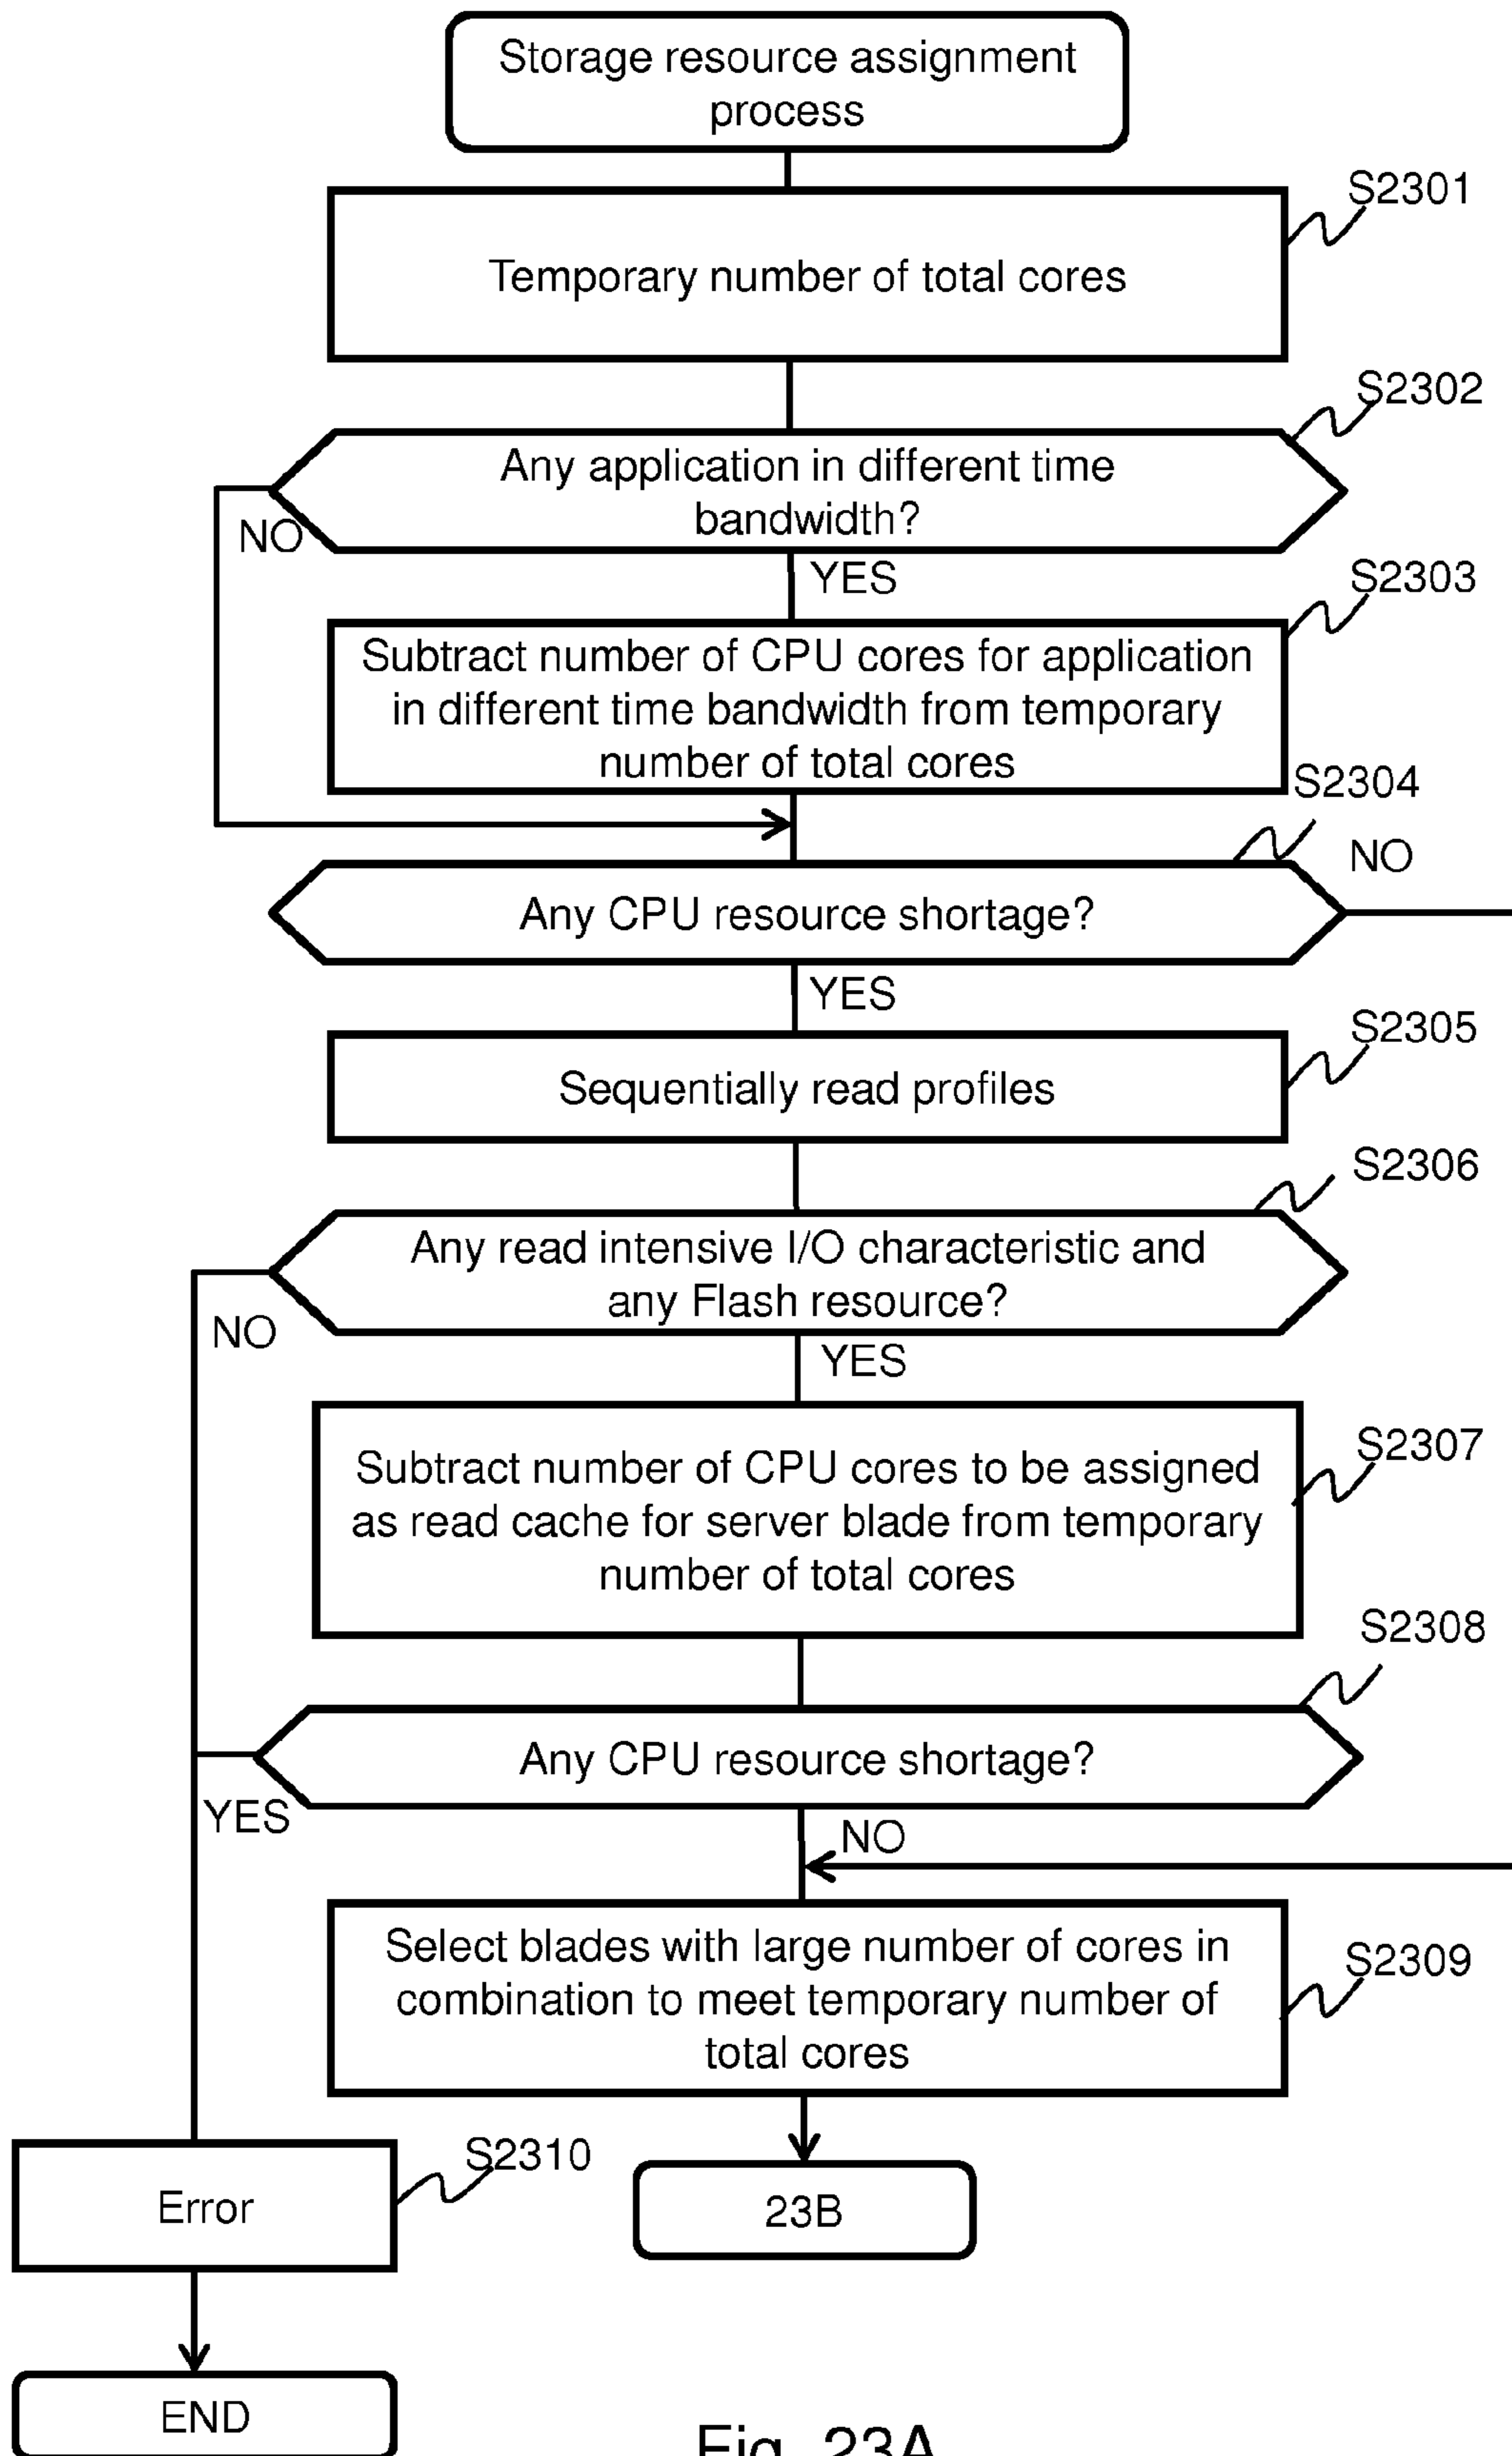 Storage resource assignment
process
S2301
Temporary number of total cores
S2302
Any application in different time
bandwidth?
NO
YES
S2303
Subtract number of CPU cores for application
in different time bandwidth from temporary
number of total cores
S2304
NO
Any CPU resource shortage?
YES
S2305
Sequentially read profiles
S2306
Any read intensive I/O characteristic and
any Flash resource?
NO
YES
S2307
Subtract number of CPU cores to be assigned
as read cache for server blade from temporary
number of total cores
S2308
Any CPU resource shortage?
YES
NO
S2309
Select blades with large number of cores in
combination to meet temporary number of
total cores
S2310
Error
23B
END
Fig. 23A